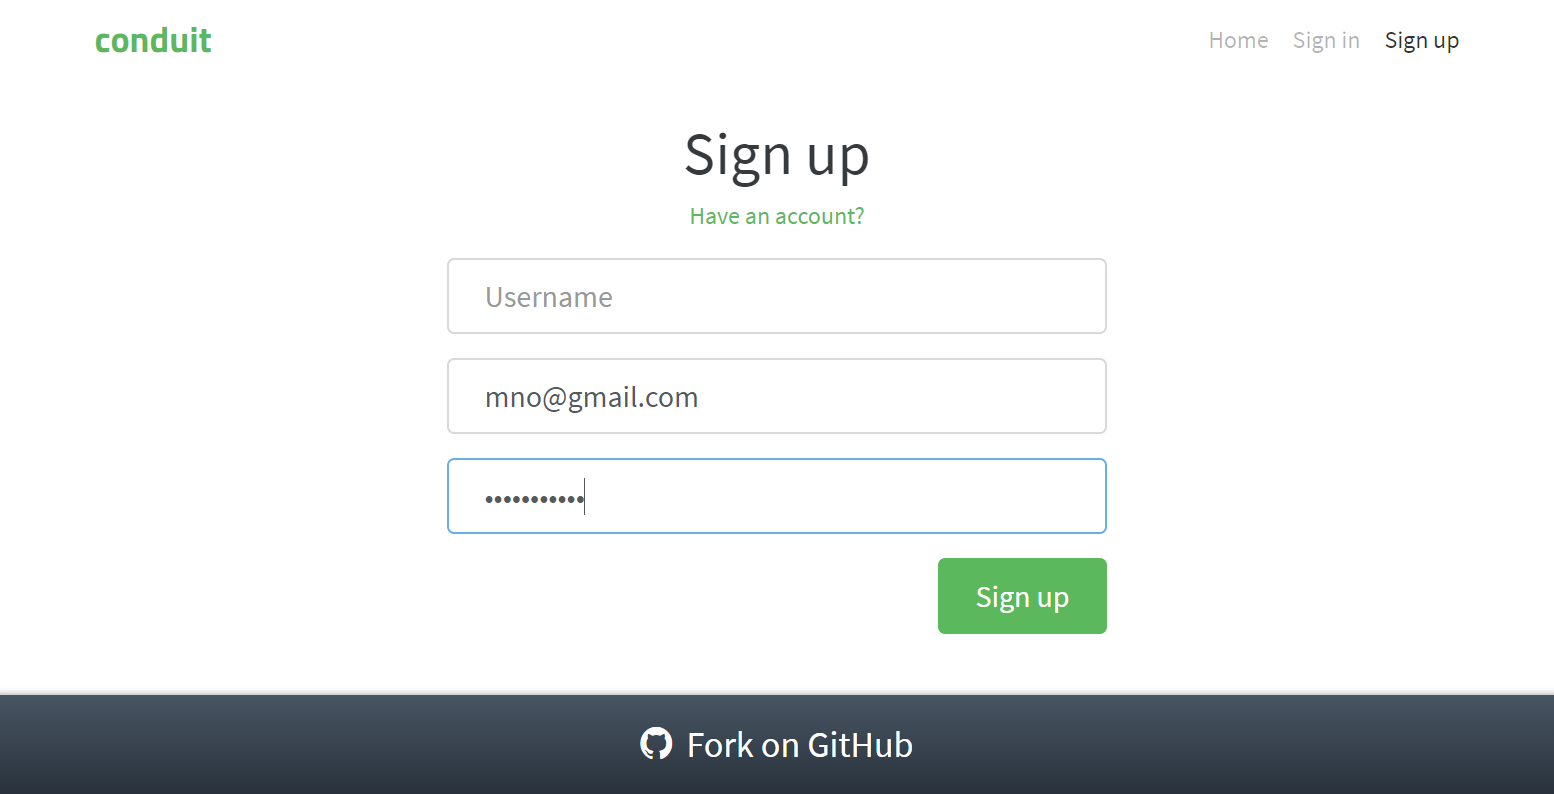 conduit
Home Sign in Sign up
Sign up
Have an account?
Username
mno@gmail.com
•••••••••••
Sign up
Fork on GitHub